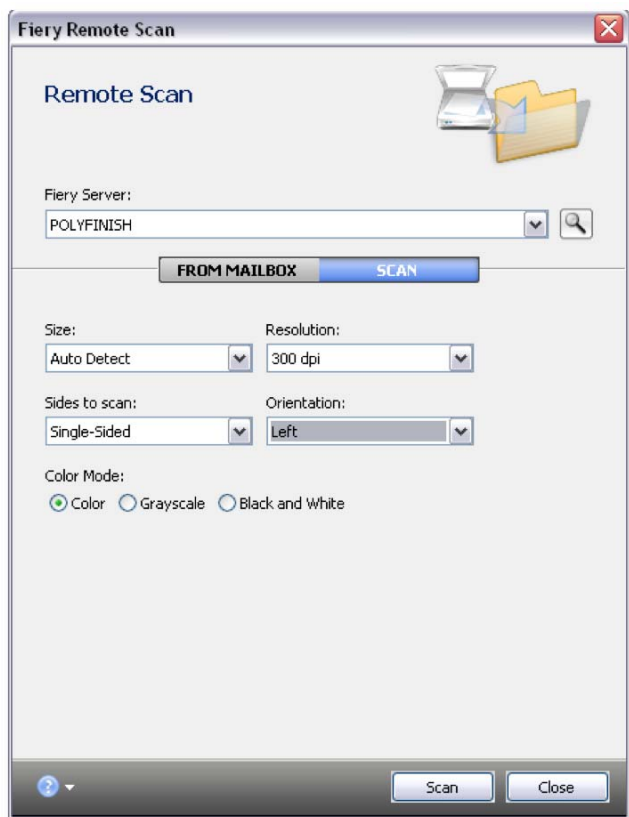 Fiery Remote Scan
Remote Scan
Fiery Server:
POLYFINISH
FROM MAILBOX SCAN
Size: Resolution:
Auto Detect 300 dpi
Sides to scan: Orientation:
Single-Sided Left
Color Mode:
Color Grayscale Black and White
? Scan Close